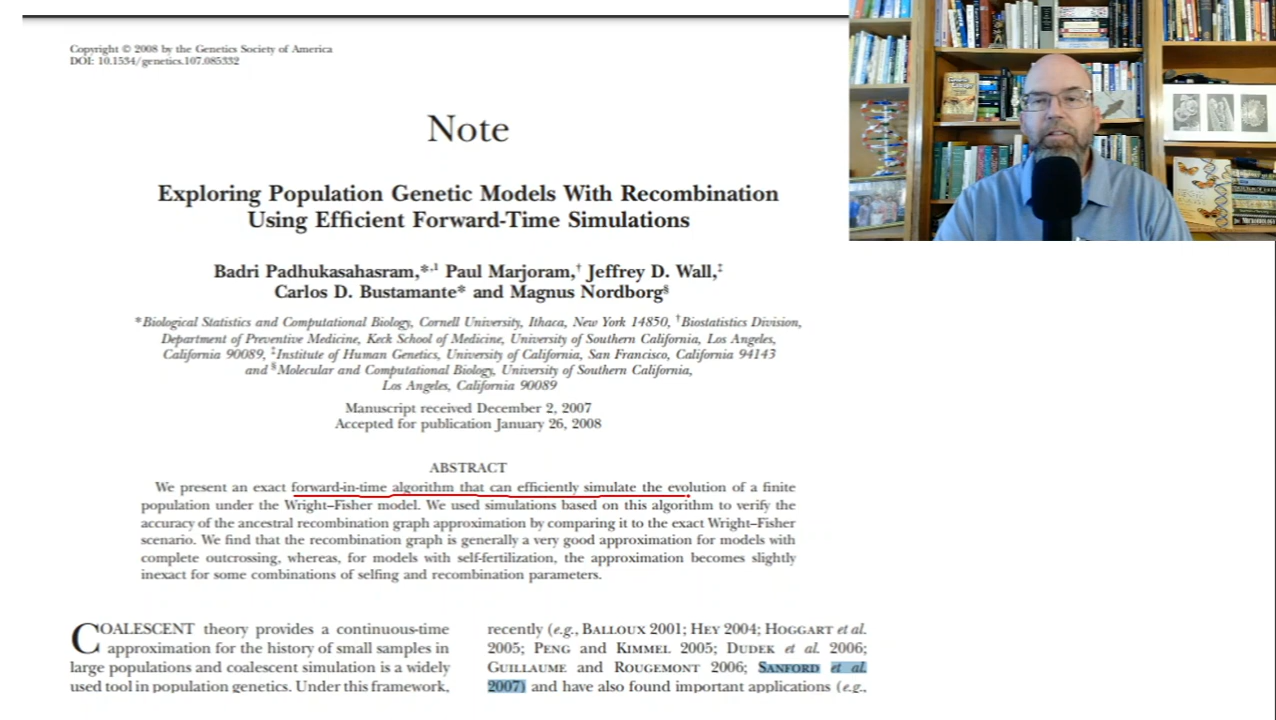 Copyright © 2008 by the Genetics Society of America
DOI: 10.1534/genetics.107.085332
Note
Exploring Population Genetic Models With Recombination
Using Efficient Forward-Time Simulations
Badri Padhukasahasram,*,1 Paul Marjoram,† Jeffrey D. Wall,‡
Carlos D. Bustamante* and Magnus Nordborg§
*Biological Statistics and Computational Biology, Cornell University, Ithaca, New York 14850, †Biostatistics Division,
Department of Preventive Medicine, Keck School of Medicine, University of Southern California, Los Angeles,
California 90089, ‡Institute of Human Genetics, University of California, San Francisco, California 94143
and §Molecular and Computational Biology, University of Southern California,
Los Angeles, California 90089
Manuscript received December 2, 2007
Accepted for publication January 26, 2008
ABSTRACT
We present an exact forward-in-time algorithm that can efficiently simulate the evolution of a finite
population under the Wright–Fisher model. We used simulations based on this algorithm to verify the
accuracy of the ancestral recombination graph approximation by comparing it to the exact Wright–Fisher
scenario. We find that the recombination graph is generally a very good approximation for models with
complete outcrossing, whereas, for models with self-fertilization, the approximation becomes slightly
inexact for some combinations of selfing and recombination parameters.
COALESCENT theory provides a continuous-time
approximation for the history of small samples in
large populations and coalescent simulation is a widely
used tool in population genetics. Under this framework,
recently (e.g., BALLOUX 2001; HEY 2004; HOGGART et al.
2005; PENG and KIMMEL 2005; DUDEK et al. 2006;
GUILLAUME and ROUGEMONT 2006; SANFORD et al.
2007) and have also found important applications (e.g.,